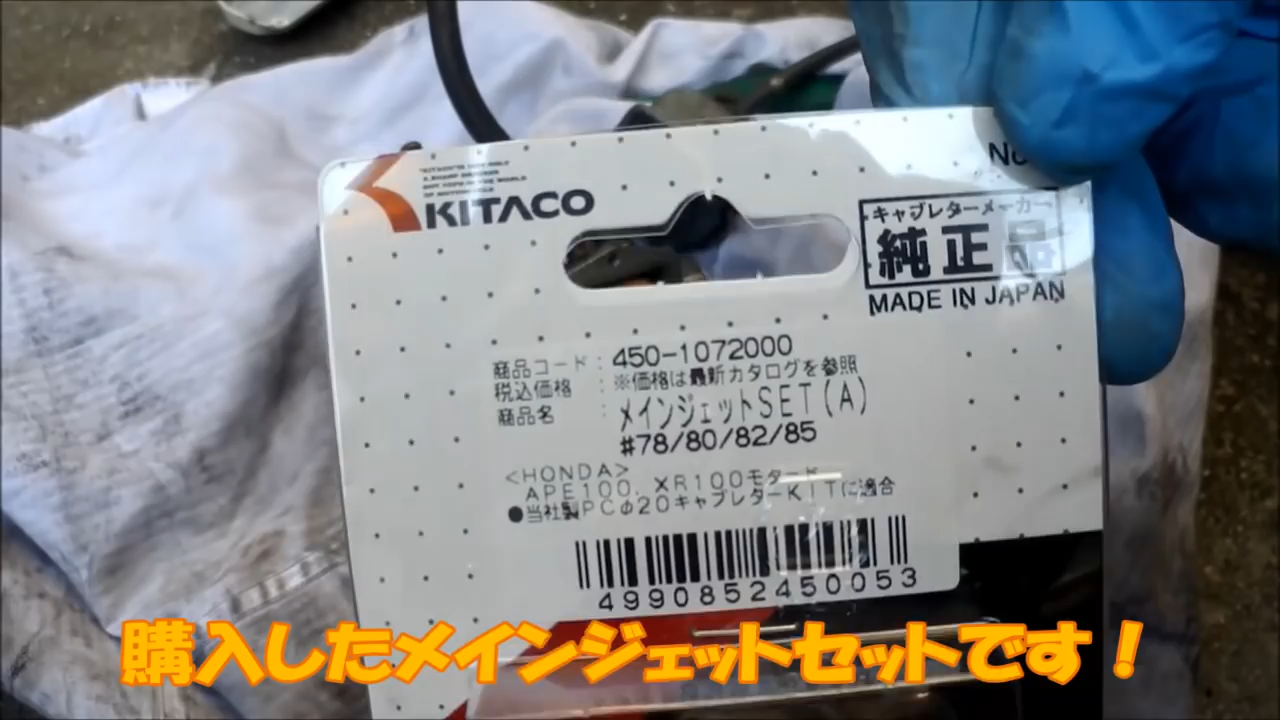 KITACO
No
キャブレターメーカー
純正品
MADE IN JAPAN
商品コード : 450-1072000
税込価格 : ※価格は最新カタログを参照
商品名 : メインジェットSET(A)
#78/80/82/85
<HONDA>
APE100, XR100モタード
●当社製PCφ20キャブレターKITに適合
4990852450053
購入したメインジェットセットです!